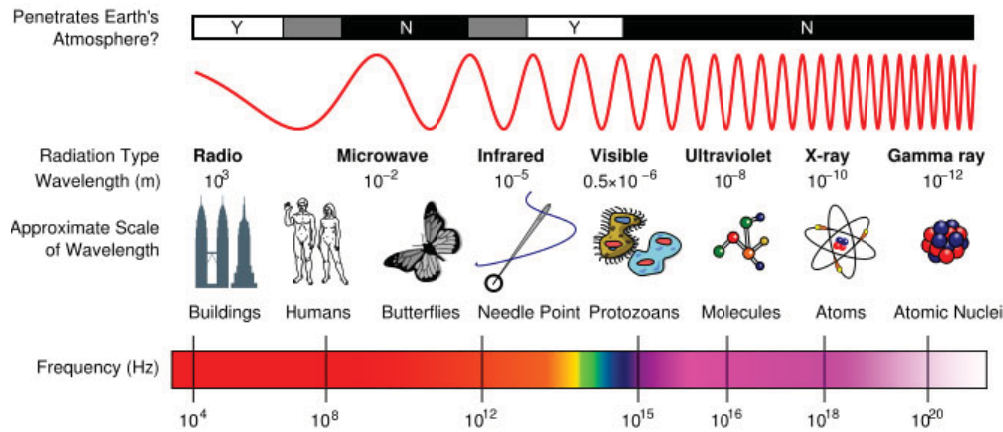 Penetrates Earth's
Atmosphere?
Y N Y N
Radiation Type
Radio Microwave Infrared Visible Ultraviolet X-ray Gamma ray
Wavelength (m)
10³ 10⁻² 10⁻⁵ 0.5×10⁻⁶ 10⁻⁸ 10⁻¹⁰ 10⁻¹²
Approximate Scale
of Wavelength
Buildings Humans Butterflies Needle Point Protozoans Molecules Atoms Atomic Nuclei
Frequency (Hz)
10⁴ 10⁸ 10¹² 10¹⁵ 10¹⁶ 10¹⁸ 10²⁰